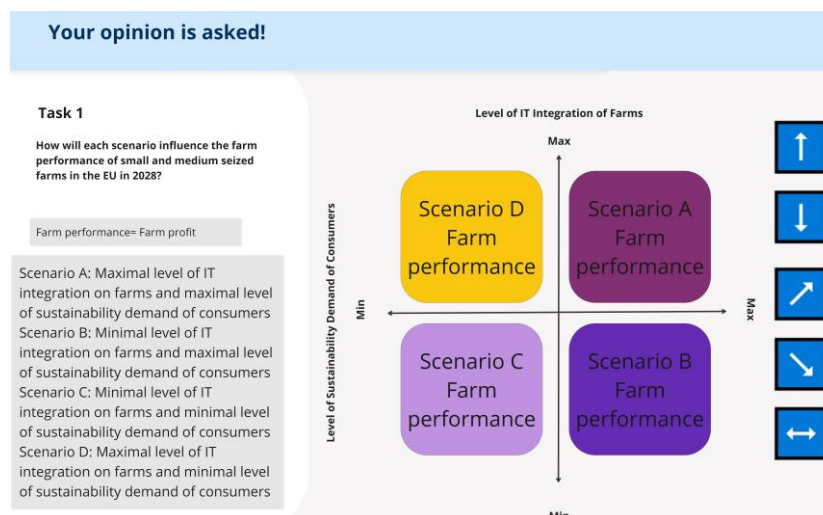 Your opinion is asked!
Task 1
How will each scenario influence the farm
performance of small and medium seized
farms in the EU in 2028?
Farm performance= Farm profit
Scenario A: Maximal level of IT
integration on farms and maximal level
of sustainability demand of consumers
Scenario B: Minimal level of IT
integration on farms and maximal level
of sustainability demand of consumers
Scenario C: Minimal level of IT
integration on farms and minimal level
of sustainability demand of consumers
Scenario D: Maximal level of IT
integration on farms and minimal level
of sustainability demand of consumers
Level of IT Integration of Farms
Max
Level of Sustainability Demand of Consumers
Min
Scenario D
Farm
performance
Scenario A
Farm
performance
Max
Scenario C
Farm
performance
Scenario B
Farm
performance
Min